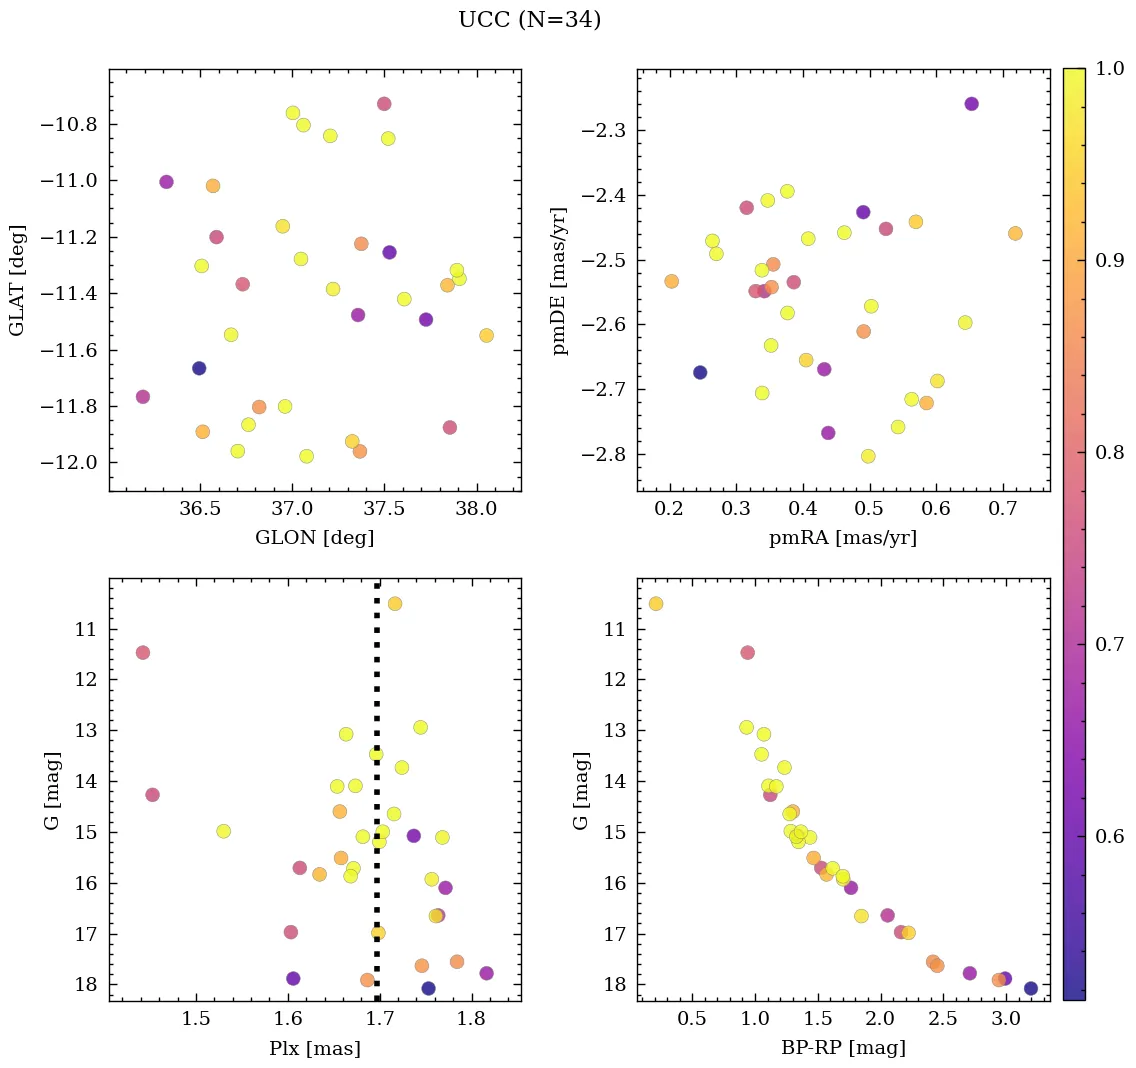 UCC (N=34)
−10.8
−11.0
−11.2
−11.4
−11.6
−11.8
−12.0
GLAT [deg]
36.5 37.0 37.5 38.0
GLON [deg]
−2.3
−2.4
−2.5
−2.6
−2.7
−2.8
pmDE [mas/yr]
0.2 0.3 0.4 0.5 0.6 0.7
pmRA [mas/yr]
11
12
13
14
15
16
17
18
G [mag]
1.5 1.6 1.7 1.8
Plx [mas]
11
12
13
14
15
16
17
18
G [mag]
0.5 1.0 1.5 2.0 2.5 3.0
BP-RP [mag]
1.0
0.9
0.8
0.7
0.6